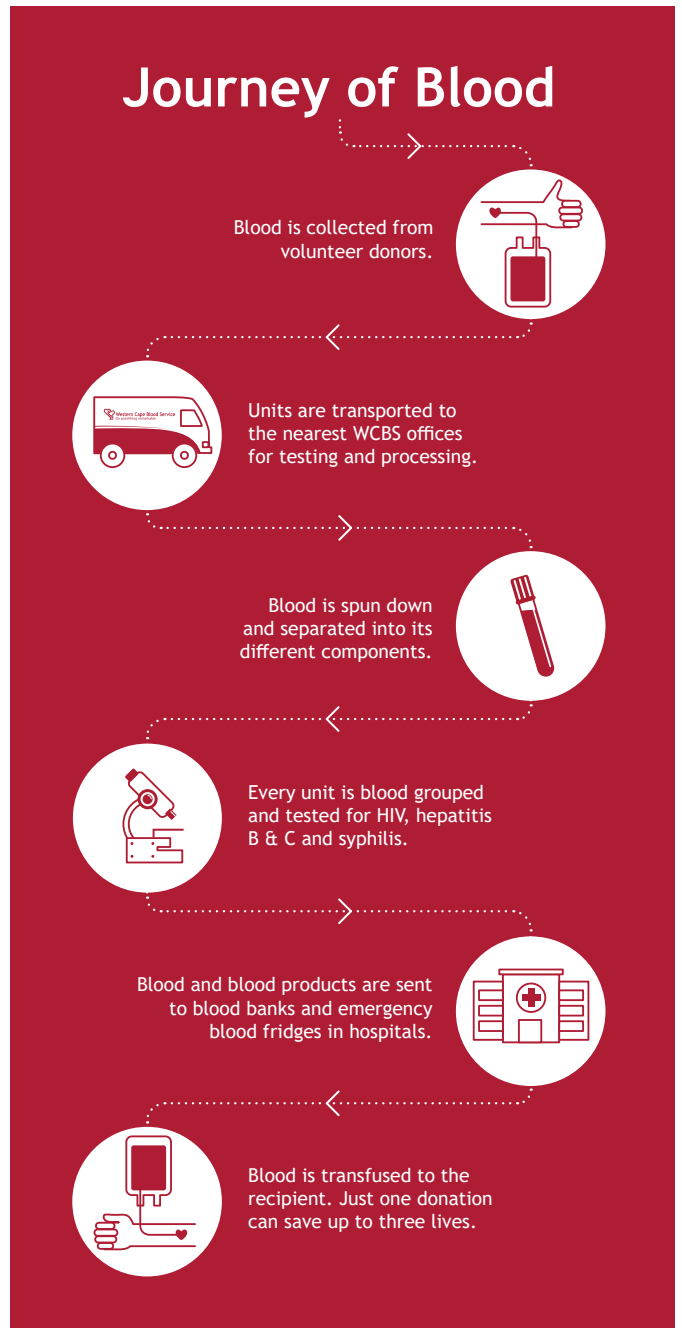 Journey of Blood
Blood is collected from
volunteer donors.
Western Cape Blood Service
Do something remarkable
Units are transported to
the nearest WCBS offices
for testing and processing.
Blood is spun down
and separated into its
different components.
Every unit is blood grouped
and tested for HIV, hepatitis
B & C and syphilis.
Blood and blood products are sent
to blood banks and emergency
blood fridges in hospitals.
Blood is transfused to the
recipient. Just one donation
can save up to three lives.